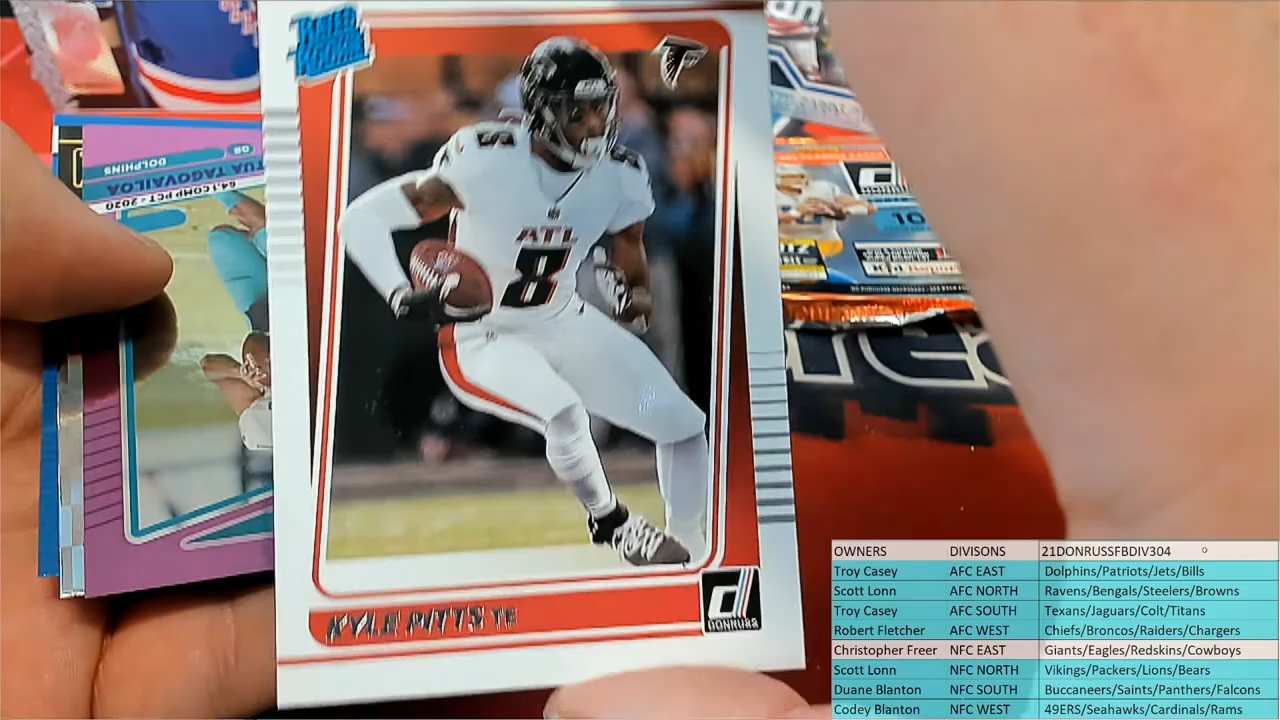 RATED
ROOKIE
ATL
8
KYLE PITTS TE
DONRUSS
QB
DOLPHINS
TUA TAGOVAILOA
64.1 COMP PCT - 2020
10
OWNERS DIVISONS 21DONRUSSFBDIV304
Troy Casey AFC EAST Dolphins/Patriots/Jets/Bills
Scott Lonn AFC NORTH Ravens/Bengals/Steelers/Browns
Troy Casey AFC SOUTH Texans/Jaguars/Colt/Titans
Robert Fletcher AFC WEST Chiefs/Broncos/Raiders/Chargers
Christopher Freer NFC EAST Giants/Eagles/Redskins/Cowboys
Scott Lonn NFC NORTH Vikings/Packers/Lions/Bears
Duane Blanton NFC SOUTH Buccaneers/Saints/Panthers/Falcons
Codey Blanton NFC WEST 49ERS/Seahawks/Cardinals/Rams